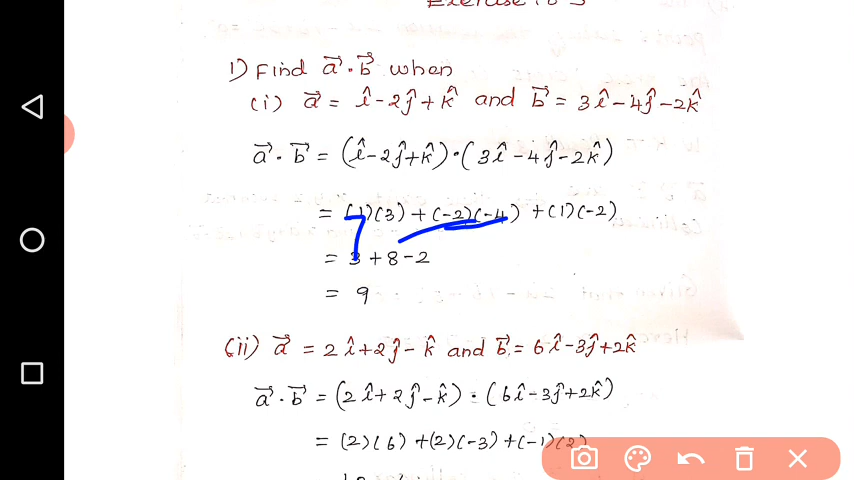 1) Find a⃗ · b⃗ when
(i) a⃗ = î - 2ĵ + k̂ and b⃗ = 3î - 4ĵ - 2k̂
a⃗ · b⃗ = (î - 2ĵ + k̂) · (3î - 4ĵ - 2k̂)
= (1)(3) + (-2)(-4) + (1)(-2)
= 3 + 8 - 2
= 9
(ii) a⃗ = 2î + 2ĵ - k̂ and b⃗ = 6î - 3ĵ + 2k̂
a⃗ · b⃗ = (2î + 2ĵ - k̂) · (6î - 3ĵ + 2k̂)
= (2)(6) + (2)(-3) + (-1)(2)